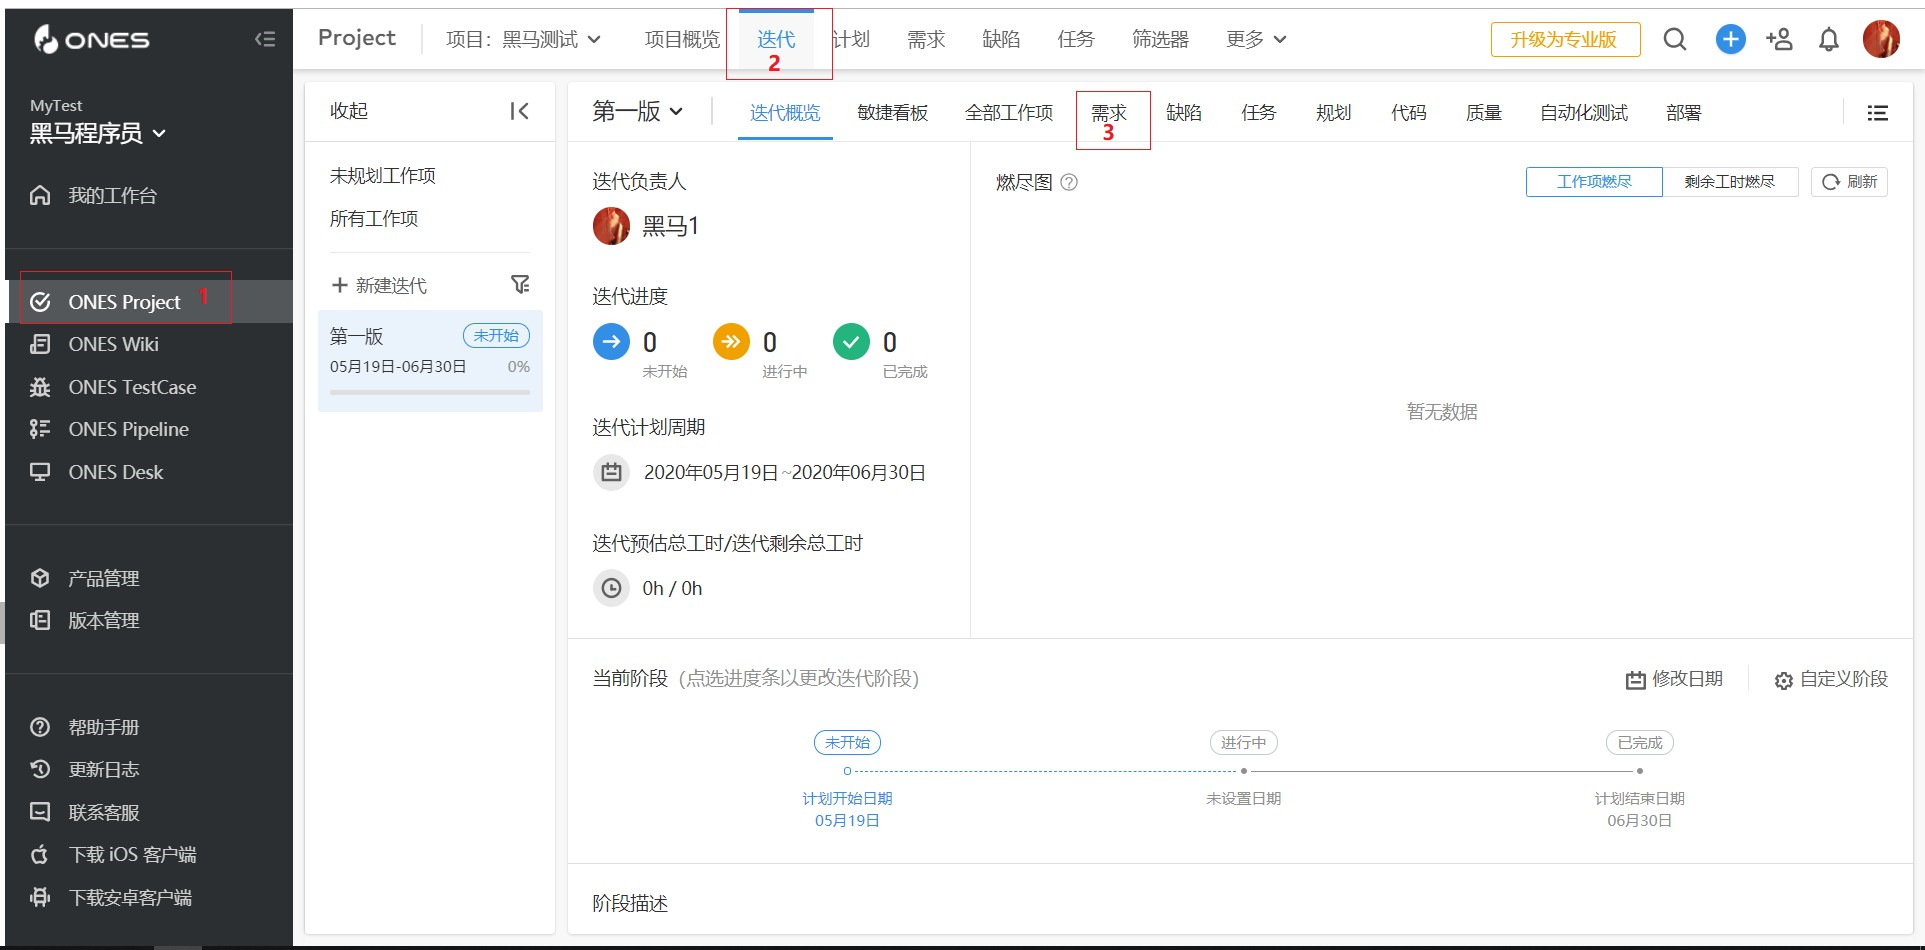 ONES
MyTest
黑马程序员
我的工作台
ONES Project
1
ONES Wiki
ONES TestCase
ONES Pipeline
ONES Desk
产品管理
版本管理
帮助手册
更新日志
联系客服
下载 iOS 客户端
下载安卓客户端
Project
项目：黑马测试
项目概览
迭代
2
计划
需求
缺陷
任务
筛选器
更多
升级为专业版
收起
未规划工作项
所有工作项
新建迭代
第一版
未开始
05月19日-06月30日
0%
第一版
迭代概览
敏捷看板
全部工作项
需求
3
缺陷
任务
规划
代码
质量
自动化测试
部署
迭代负责人
黑马1
迭代进度
0
未开始
0
进行中
0
已完成
迭代计划周期
2020年05月19日~2020年06月30日
迭代预估总工时/迭代剩余总工时
0h / 0h
燃尽图
工作项燃尽
剩余工时燃尽
刷新
暂无数据
当前阶段 (点选进度条以更改迭代阶段)
修改日期
自定义阶段
未开始
进行中
已完成
计划开始日期
未设置日期
计划结束日期
05月19日
06月30日
阶段描述